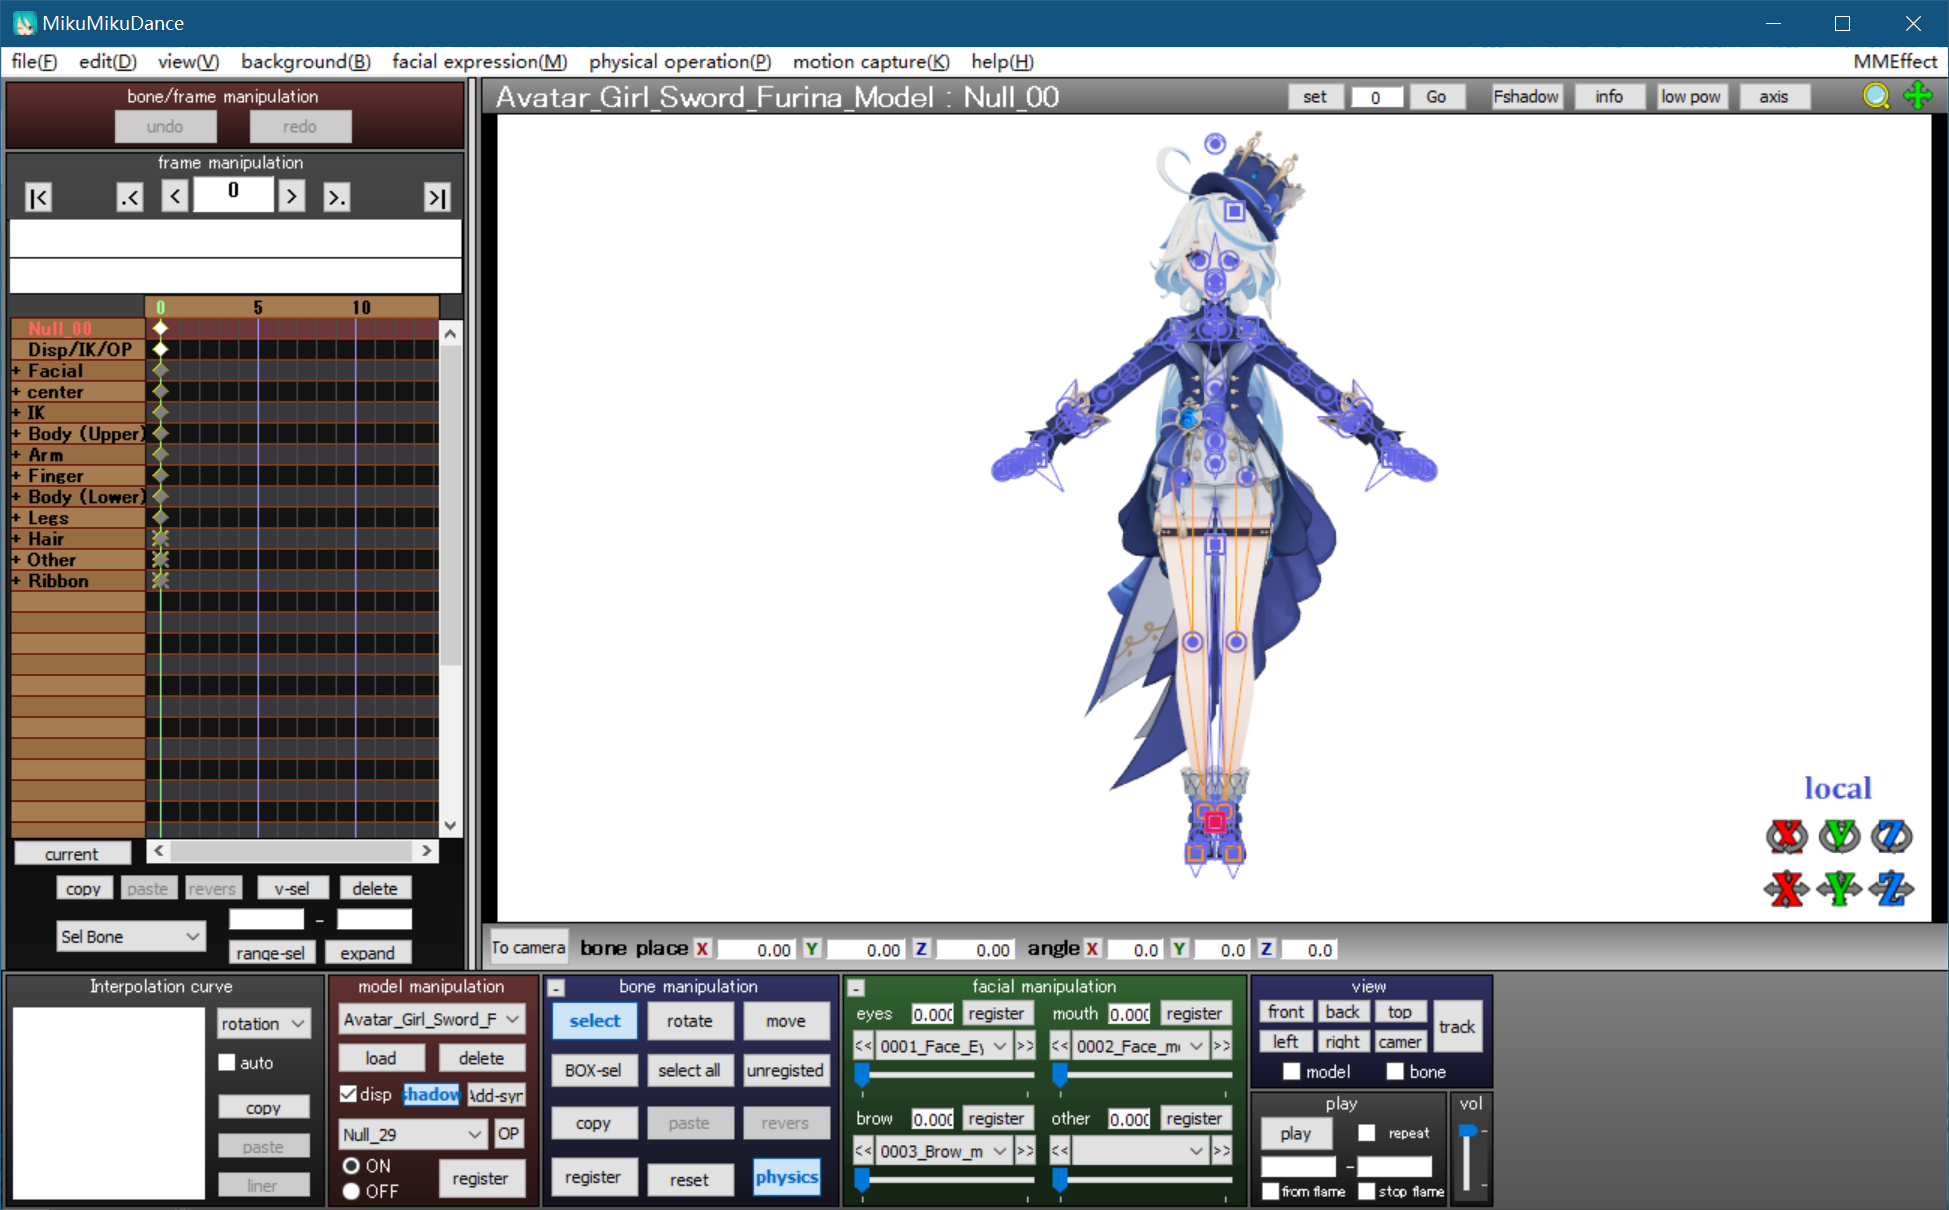 MikuMikuDance
file(F) edit(D) view(V) background(B) facial expression(M) physical operation(P) motion capture(K) help(H) MMEffect
bone/frame manipulation
undo redo
frame manipulation
|< .< < 0 > >. >|
0 5 10
Null_00
Disp/IK/OP
+ Facial
+ center
+ IK
+ Body (Upper)
+ Arm
+ Finger
+ Body (Lower)
+ Legs
+ Hair
+ Other
+ Ribbon
current < >
copy paste revers v-sel delete
Sel Bone -
range-sel expand
Avatar_Girl_Sword_Furina_Model : Null_00
set 0 Go Fshadow info low pow axis
local
X Y Z
X Y Z
To camera bone place X 0.00 Y 0.00 Z 0.00 angle X 0.0 Y 0.0 Z 0.0
Interpolation curve
rotation
auto
copy
paste
liner
model manipulation
Avatar_Girl_Sword_F
load delete
disp shadow Add-syn
Null_29 OP
ON
OFF
register
- bone manipulation
select rotate move
BOX-sel select all unregisted
copy paste revers
register reset physics
- facial manipulation
eyes 0.000 register mouth 0.000 register
<< 0001_Face_Ey >> << 0002_Face_m >>
brow 0.000 register other 0.000 register
<< 0003_Brow_m >> << >>
view
front back top
left right camer
track
model bone
play
play repeat
-
from flame stop flame
vol